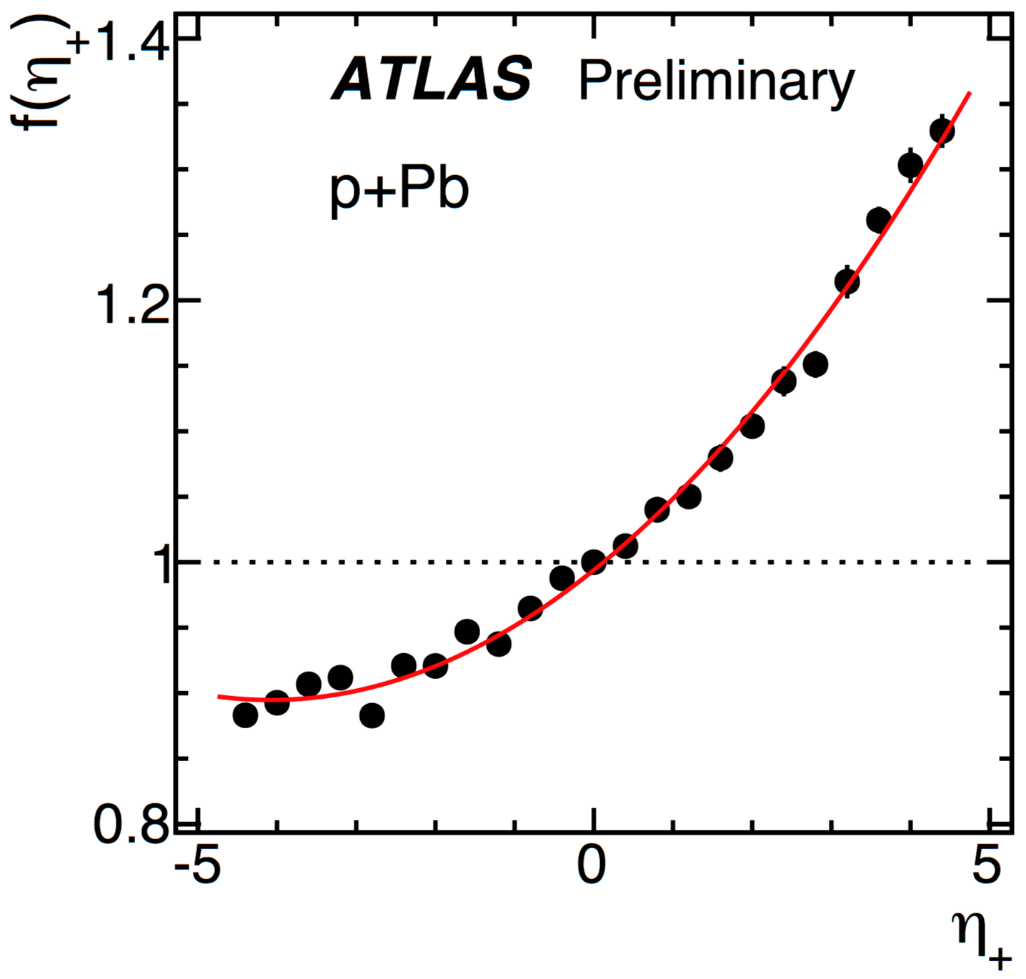 f(η+)
1.4
ATLAS Preliminary
p+Pb
1.2
1
0.8
-5 0 5
η+